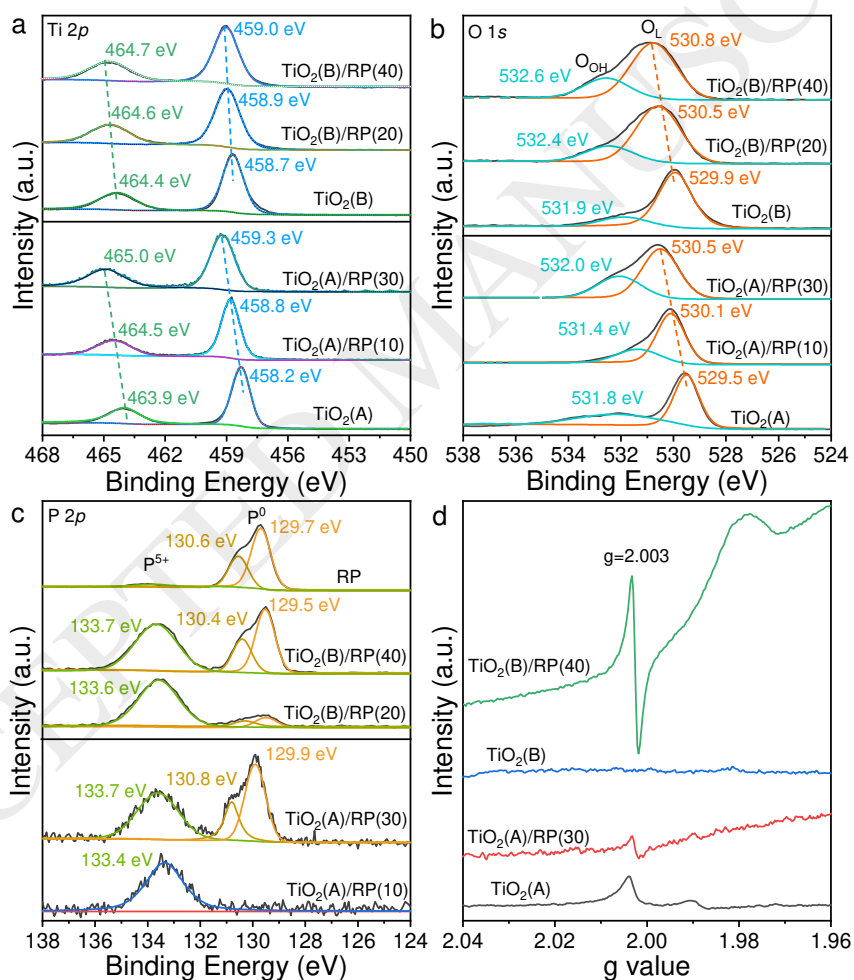 a
Ti 2p
464.7 eV
459.0 eV
TiO2(B)/RP(40)
464.6 eV
458.9 eV
TiO2(B)/RP(20)
464.4 eV
458.7 eV
TiO2(B)
465.0 eV
459.3 eV
TiO2(A)/RP(30)
464.5 eV
458.8 eV
TiO2(A)/RP(10)
463.9 eV
458.2 eV
TiO2(A)
Intensity (a.u.)
468 465 462 459 456 453 450
Binding Energy (eV)
b
O 1s
OL
OOH
530.8 eV
532.6 eV
TiO2(B)/RP(40)
530.5 eV
532.4 eV
TiO2(B)/RP(20)
529.9 eV
531.9 eV
TiO2(B)
530.5 eV
532.0 eV
TiO2(A)/RP(30)
530.1 eV
531.4 eV
TiO2(A)/RP(10)
529.5 eV
531.8 eV
TiO2(A)
Intensity (a.u.)
538 536 534 532 530 528 526 524
Binding Energy (eV)
c
P 2p
P0
129.7 eV
130.6 eV
P5+
RP
129.5 eV
130.4 eV
133.7 eV
TiO2(B)/RP(40)
133.6 eV
TiO2(B)/RP(20)
129.9 eV
130.8 eV
133.7 eV
TiO2(A)/RP(30)
133.4 eV
TiO2(A)/RP(10)
Intensity (a.u.)
138 136 134 132 130 128 126 124
Binding Energy (eV)
d
g=2.003
TiO2(B)/RP(40)
TiO2(B)
TiO2(A)/RP(30)
TiO2(A)
Intensity (a.u.)
2.04 2.02 2.00 1.98 1.96
g value
CEPTED MANUSC